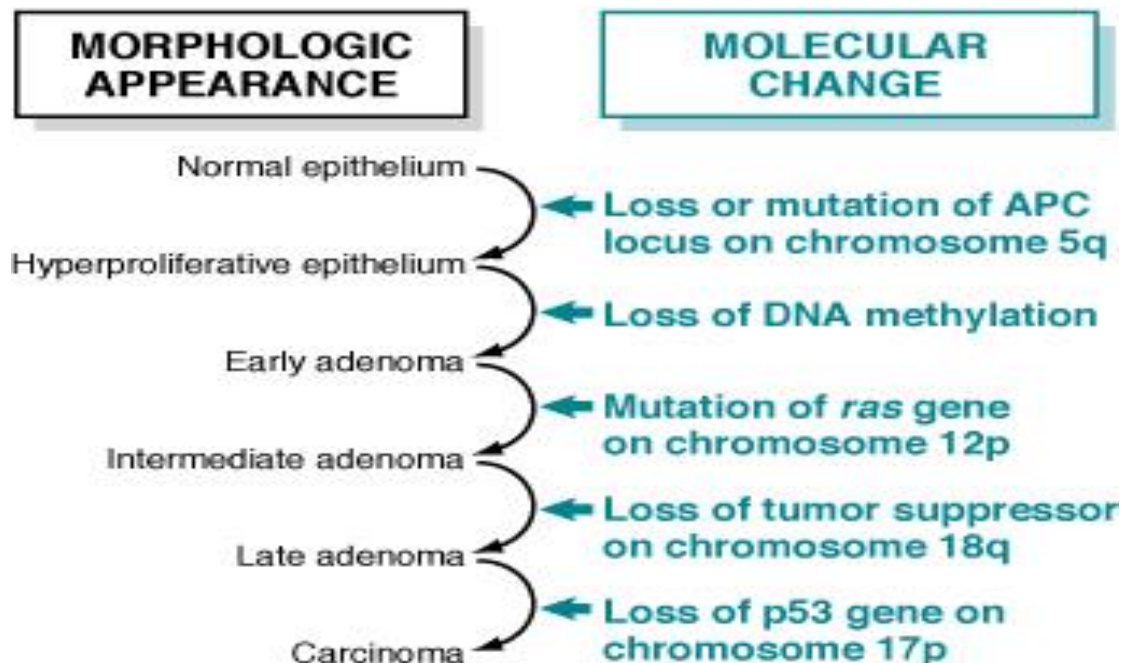 MORPHOLOGIC
APPEARANCE
MOLECULAR
CHANGE
Normal epithelium
Loss or mutation of APC
locus on chromosome 5q
Hyperproliferative epithelium
Loss of DNA methylation
Early adenoma
Mutation of ras gene
on chromosome 12p
Intermediate adenoma
Loss of tumor suppressor
on chromosome 18q
Late adenoma
Loss of p53 gene on
chromosome 17p
Carcinoma